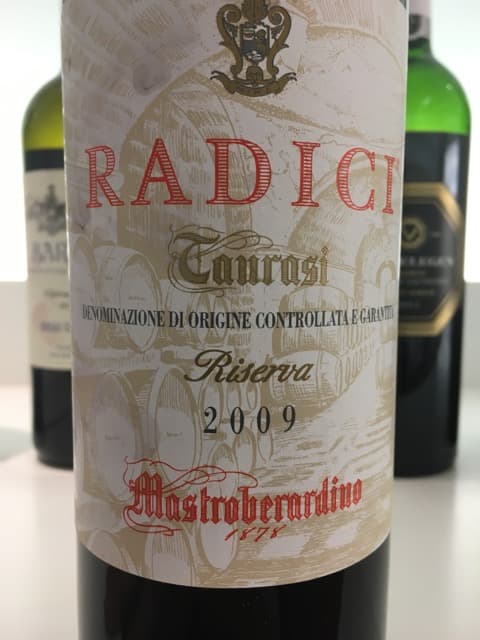 RADICI
Taurasi
DENOMINAZIONE DI ORIGINE CONTROLLATA E GARANTITA
Riserva
2009
Mastroberardino
1878